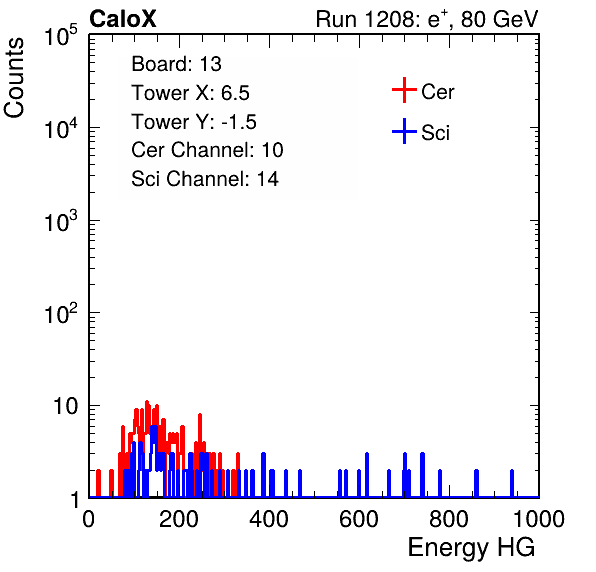 CaloX Run 1208: e⁺, 80 GeV
Board: 13
Tower X: 6.5
Tower Y: -1.5
Cer Channel: 10
Sci Channel: 14
Cer
Sci
Counts
10⁵
10⁴
10³
10²
10
1
0 200 400 600 800 1000
Energy HG